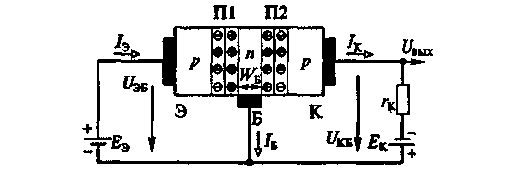 П1 П2
Iэ Iк Uвых
p n p
Wб
Uэб Э Б К rк
Iб Uкб
+ − Eэ Eк − +